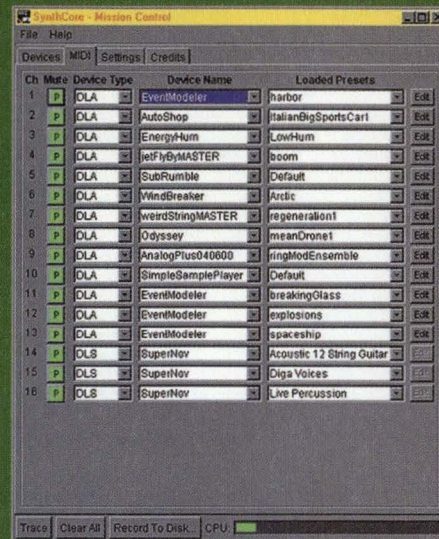 SynthCore - Mission Control
File Help
Devices MIDI Settings Credits
Ch Mute Device Type Device Name Loaded Presets
1 P DLA EventModeler harbor Edit
2 P DLA AutoShop ItalianBigSportsCar1 Edit
3 P DLA EnergyHum LowHum Edit
4 P DLA jetFlyByMASTER boom Edit
5 P DLA SubRumble Default Edit
6 P DLA WindBreaker Arctic Edit
7 P DLA weirdStringMASTER regeneration1 Edit
8 P DLA Odyssey meanDrone1 Edit
9 P DLA AnalogPlus040600 ringModEnsemble Edit
10 P DLA SimpleSamplePlayer Default Edit
11 P DLA EventModeler breakingGlass Edit
12 P DLA EventModeler explosions Edit
13 P DLA EventModeler spaceship Edit
14 P DLS SuperNov Acoustic 12 String Guitar Edit
15 P DLS SuperNov Diga Voices Edit
16 P DLS SuperNov Live Percussion Edit
Trace Clear All Record To Disk... CPU: